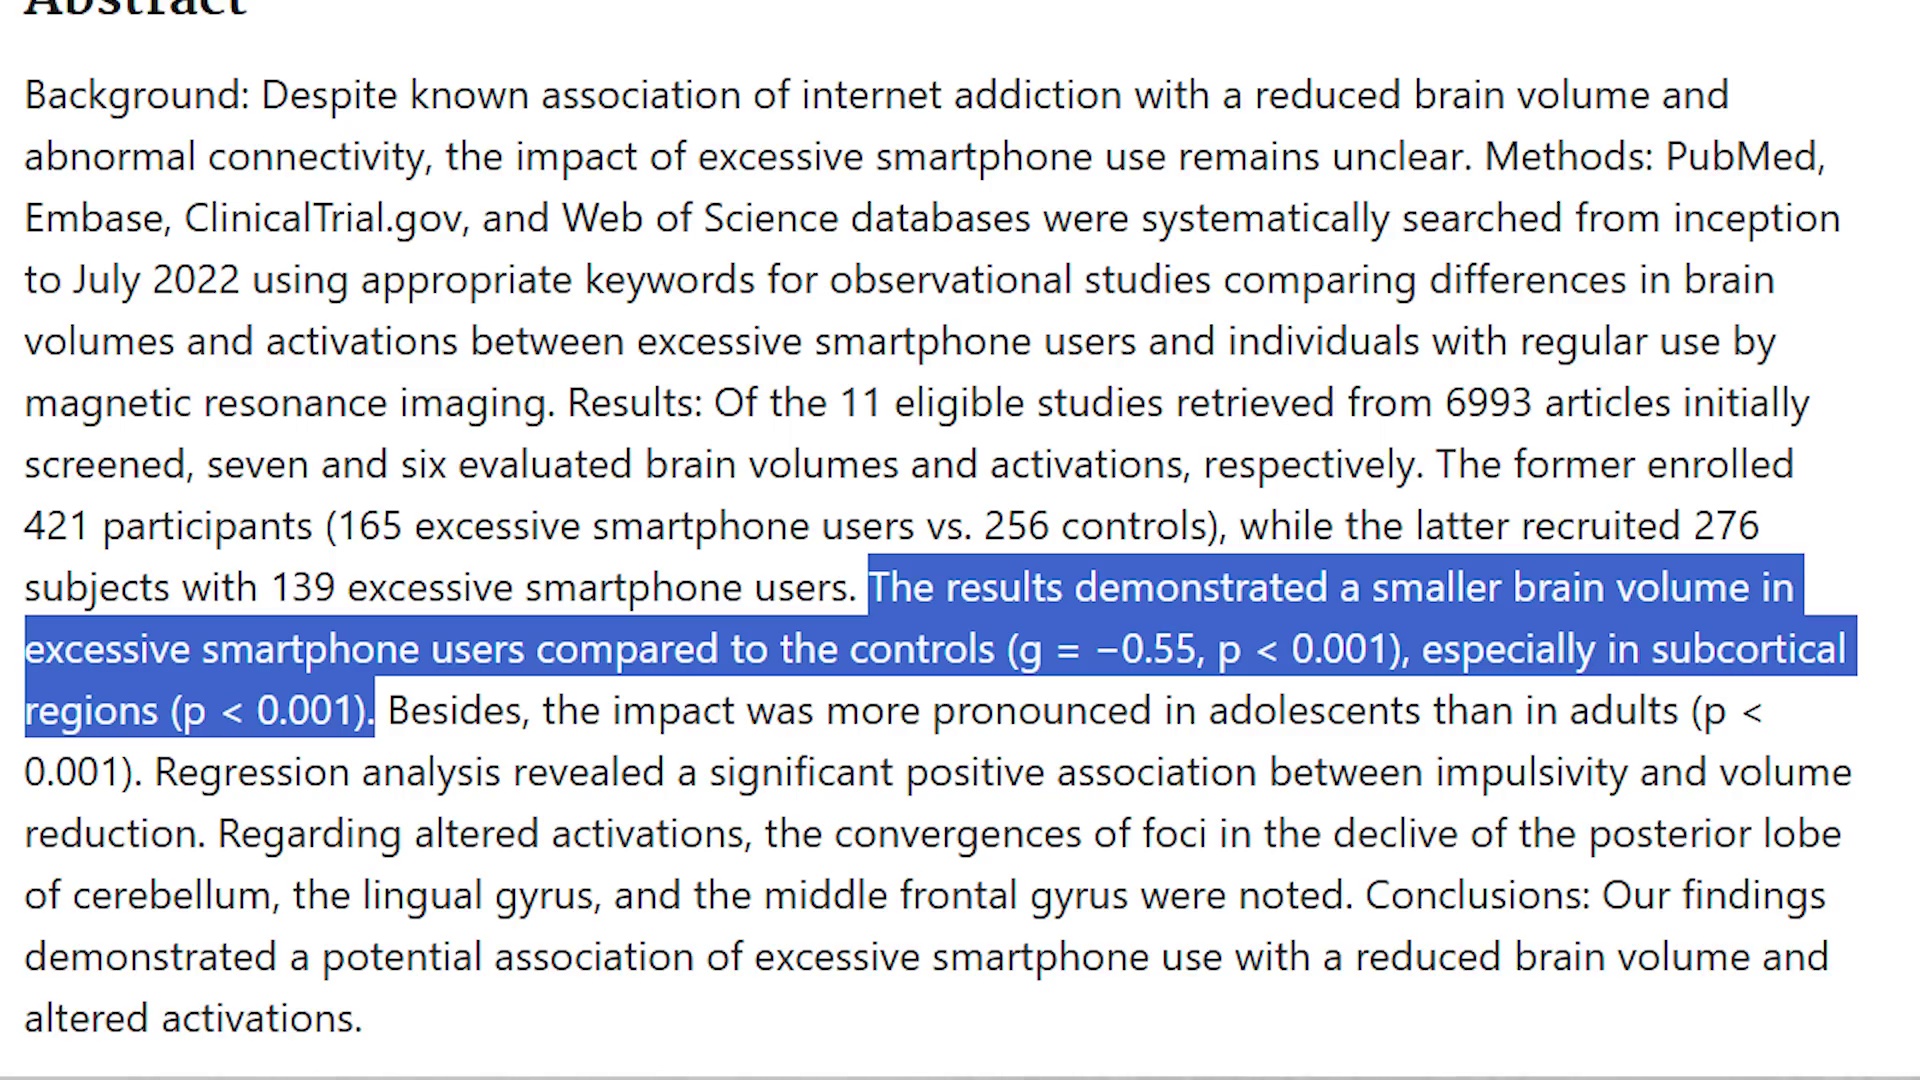 Abstract
Background: Despite known association of internet addiction with a reduced brain volume and
abnormal connectivity, the impact of excessive smartphone use remains unclear. Methods: PubMed,
Embase, ClinicalTrial.gov, and Web of Science databases were systematically searched from inception
to July 2022 using appropriate keywords for observational studies comparing differences in brain
volumes and activations between excessive smartphone users and individuals with regular use by
magnetic resonance imaging. Results: Of the 11 eligible studies retrieved from 6993 articles initially
screened, seven and six evaluated brain volumes and activations, respectively. The former enrolled
421 participants (165 excessive smartphone users vs. 256 controls), while the latter recruited 276
subjects with 139 excessive smartphone users. The results demonstrated a smaller brain volume in
excessive smartphone users compared to the controls (g = −0.55, p < 0.001), especially in subcortical
regions (p < 0.001). Besides, the impact was more pronounced in adolescents than in adults (p <
0.001). Regression analysis revealed a significant positive association between impulsivity and volume
reduction. Regarding altered activations, the convergences of foci in the declive of the posterior lobe
of cerebellum, the lingual gyrus, and the middle frontal gyrus were noted. Conclusions: Our findings
demonstrated a potential association of excessive smartphone use with a reduced brain volume and
altered activations.